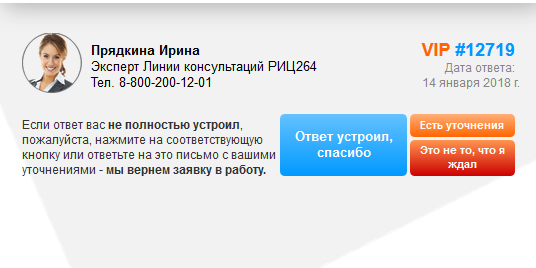 Прядкина Ирина
Эксперт Линии консультаций РИЦ264
Тел. 8-800-200-12-01
VIP #12719
Дата ответа:
14 января 2018 г.
Если ответ вас не полностью устроил,
пожалуйста, нажмите на соответствующую
кнопку или ответьте на это письмо с вашими
уточнениями - мы вернем заявку в работу.
Ответ устроил,
спасибо
Есть уточнения
Это не то, что я
ждал